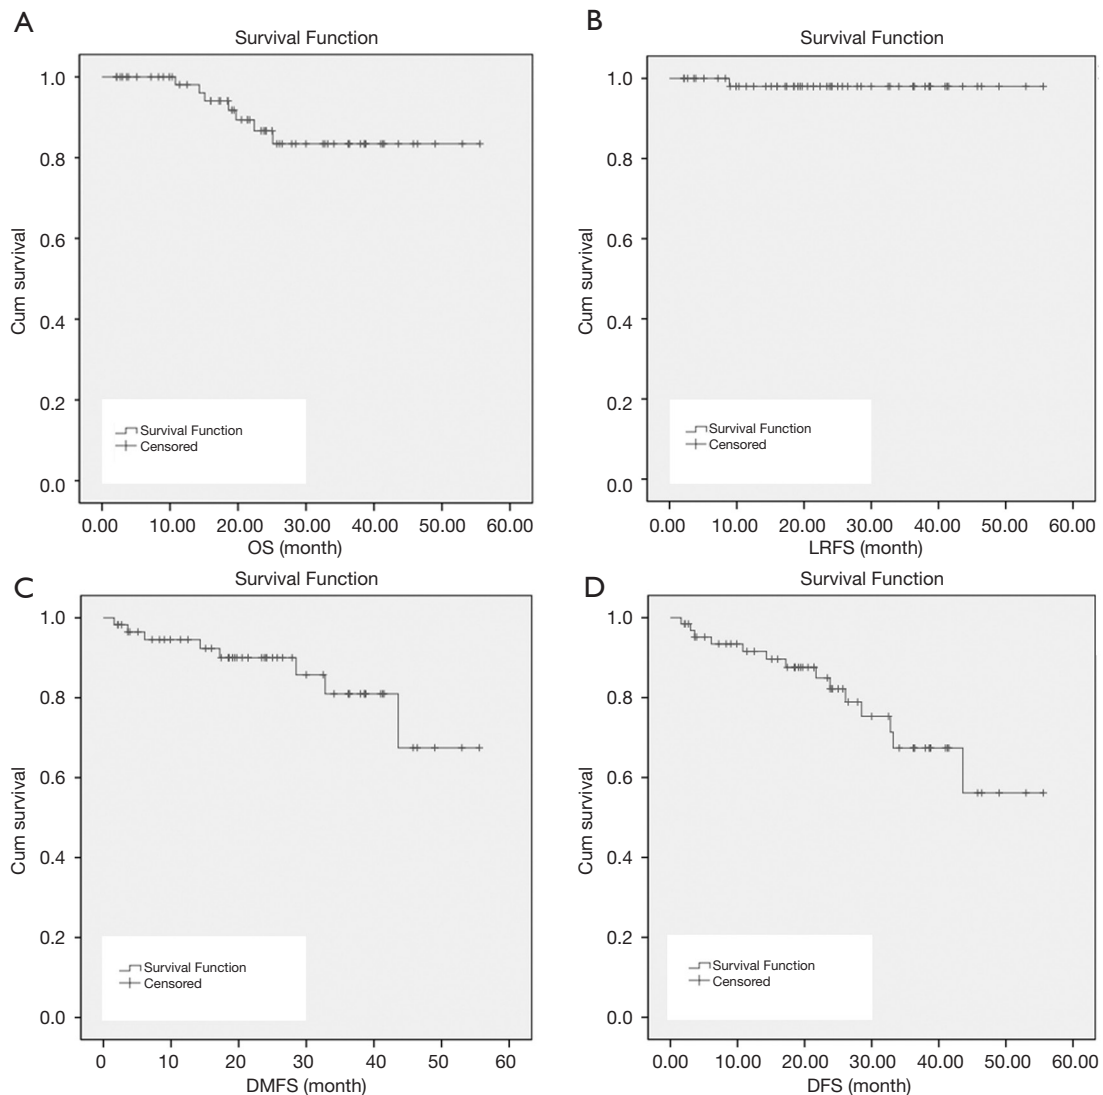 A
Survival Function
1.0
0.8
0.6
0.4
0.2
0.0
Cum survival
Survival Function
Censored
0.00 10.00 20.00 30.00 40.00 50.00 60.00
OS (month)
B
Survival Function
1.0
0.8
0.6
0.4
0.2
0.0
Cum survival
Survival Function
Censored
0.00 10.00 20.00 30.00 40.00 50.00 60.00
LRFS (month)
C
Survival Function
1.0
0.8
0.6
0.4
0.2
0.0
Cum survival
Survival Function
Censored
0 10 20 30 40 50 60
DMFS (month)
D
Survival Function
1.0
0.8
0.6
0.4
0.2
0.0
Cum survival
Survival Function
Censored
0.00 10.00 20.00 30.00 40.00 50.00 60.00
DFS (month)